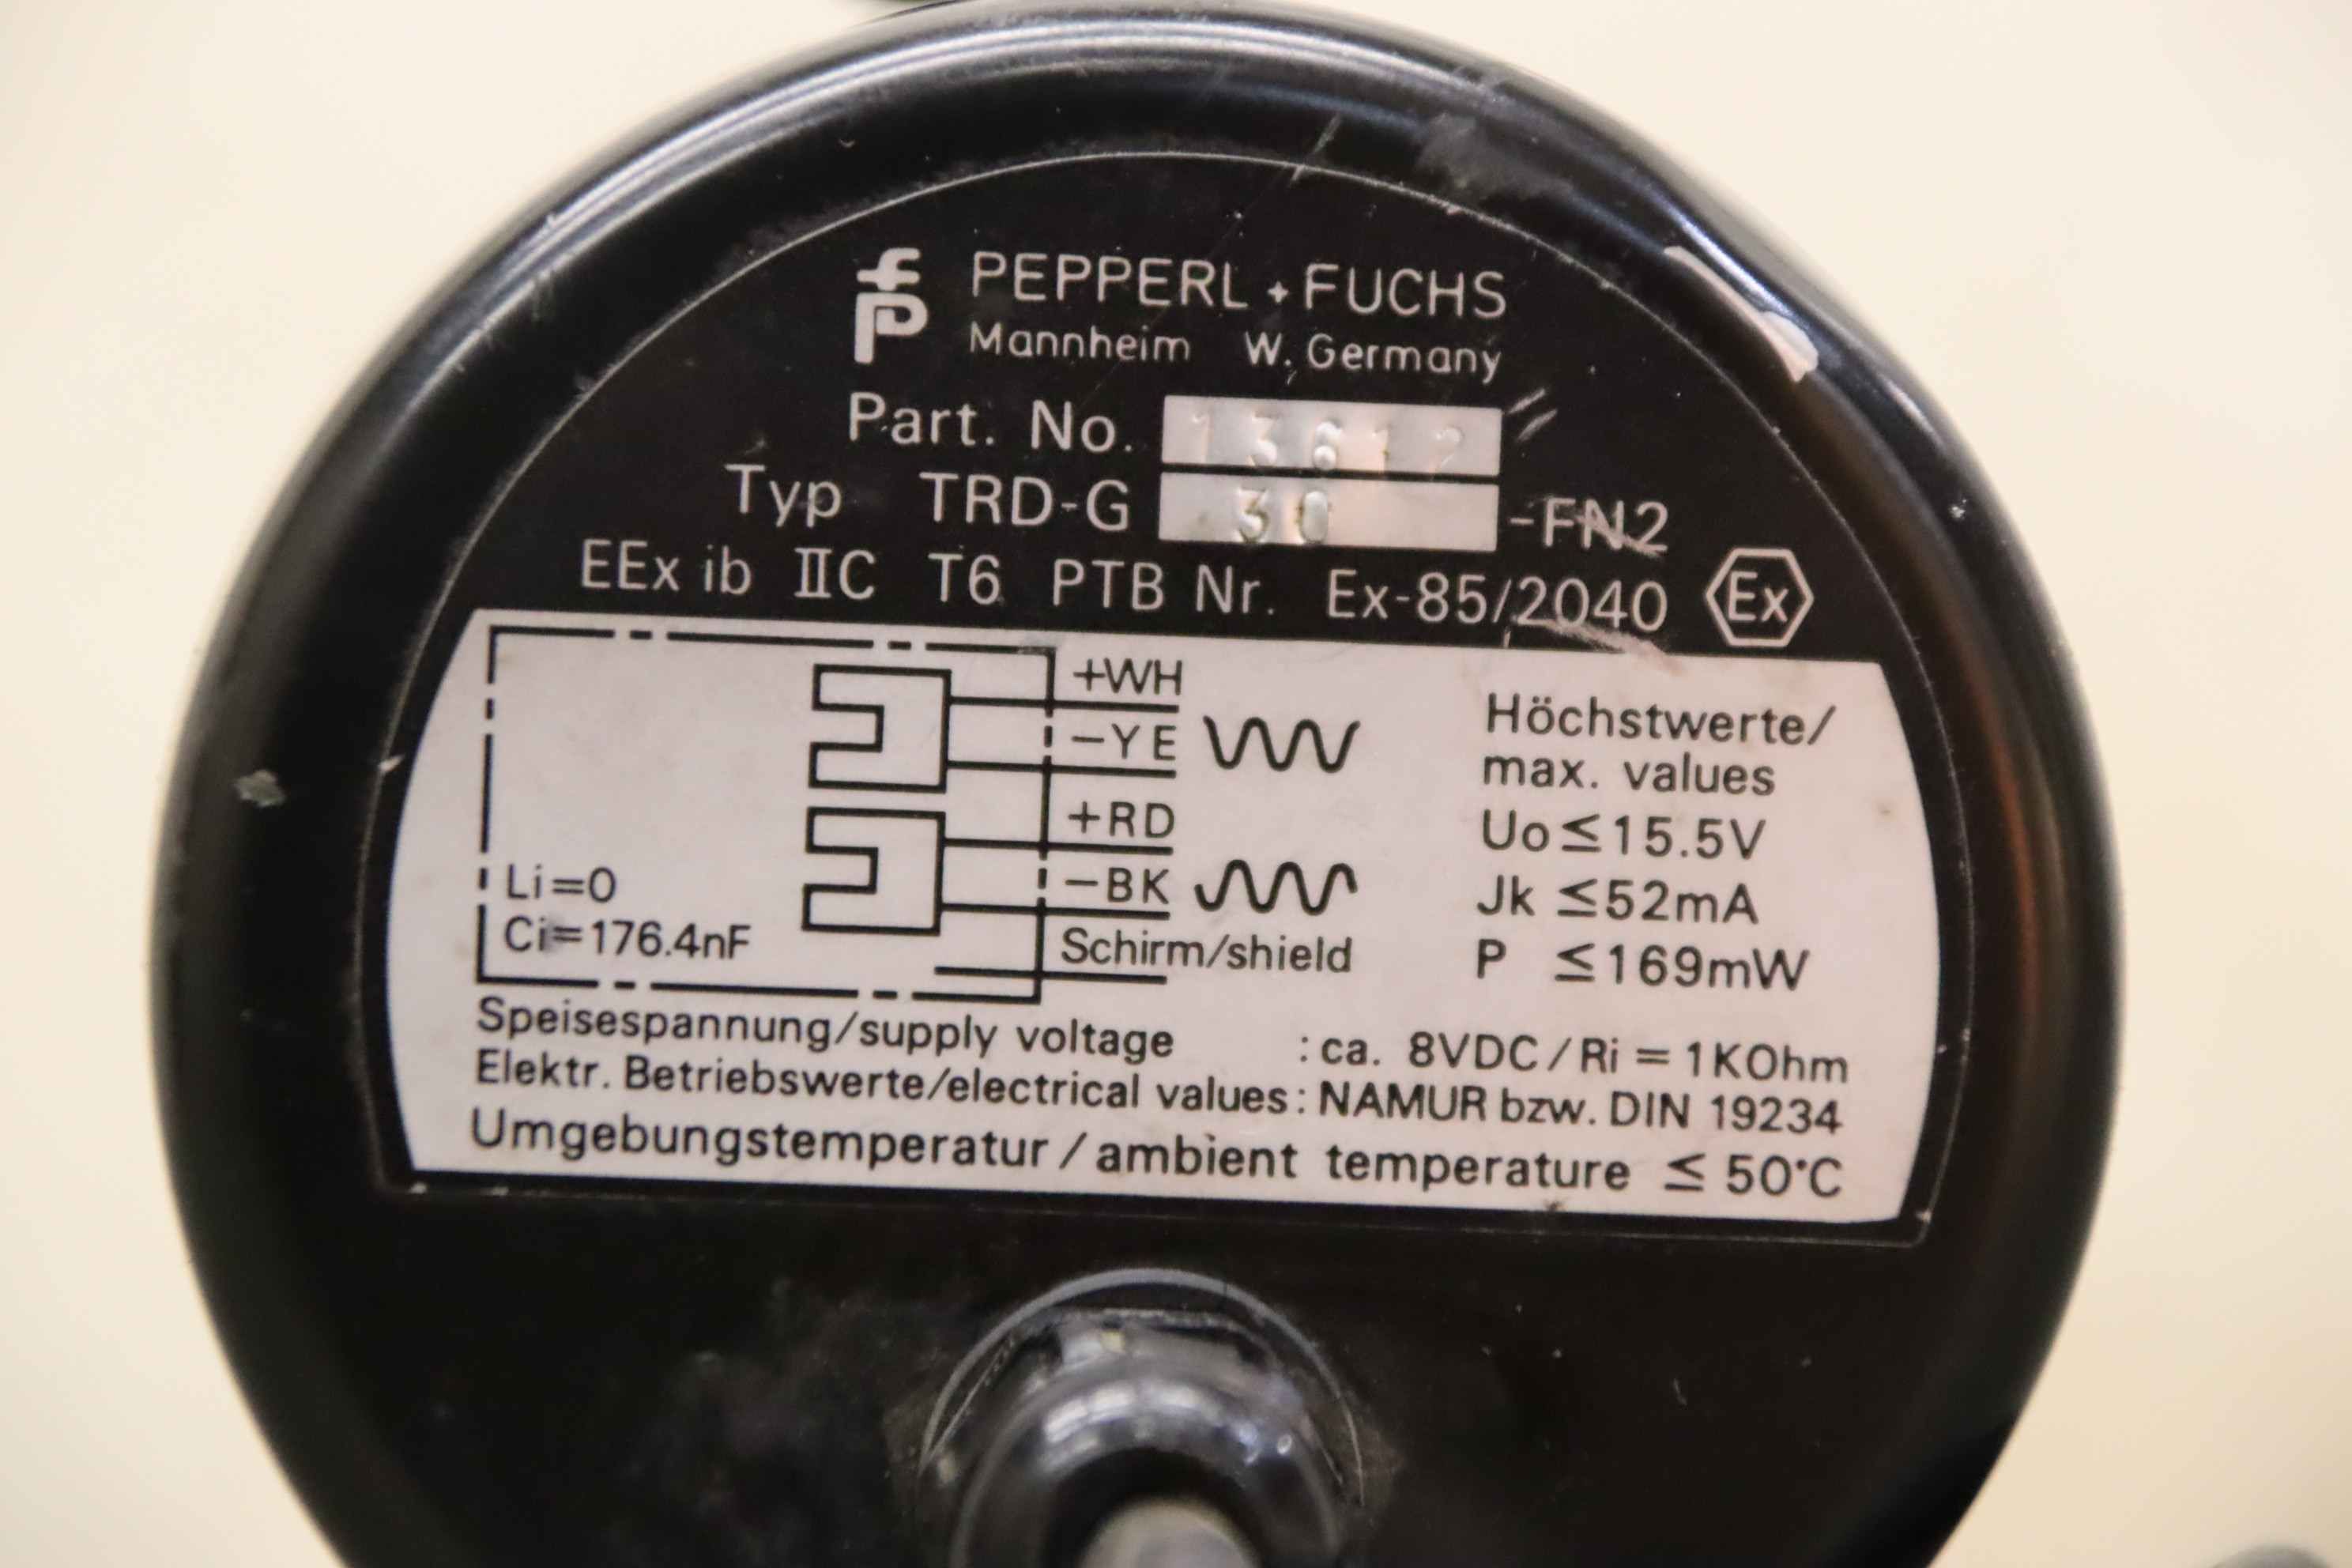 fP PEPPERL + FUCHS
Mannheim W. Germany
Part. No. 13612
Typ TRD-G 30 -FN2
EEx ib IIC T6 PTB Nr. Ex-85/2040 Ex
+WH
-YE
+RD
-BK
Schirm/shield
Li=0
Ci=176.4nF
Höchstwerte/
max. values
Uo≤15.5V
Jk ≤52mA
P ≤169mW
Speisespannung/supply voltage : ca. 8VDC/Ri = 1KOhm
Elektr. Betriebswerte/electrical values: NAMUR bzw. DIN 19234
Umgebungstemperatur / ambient temperature ≤ 50°C